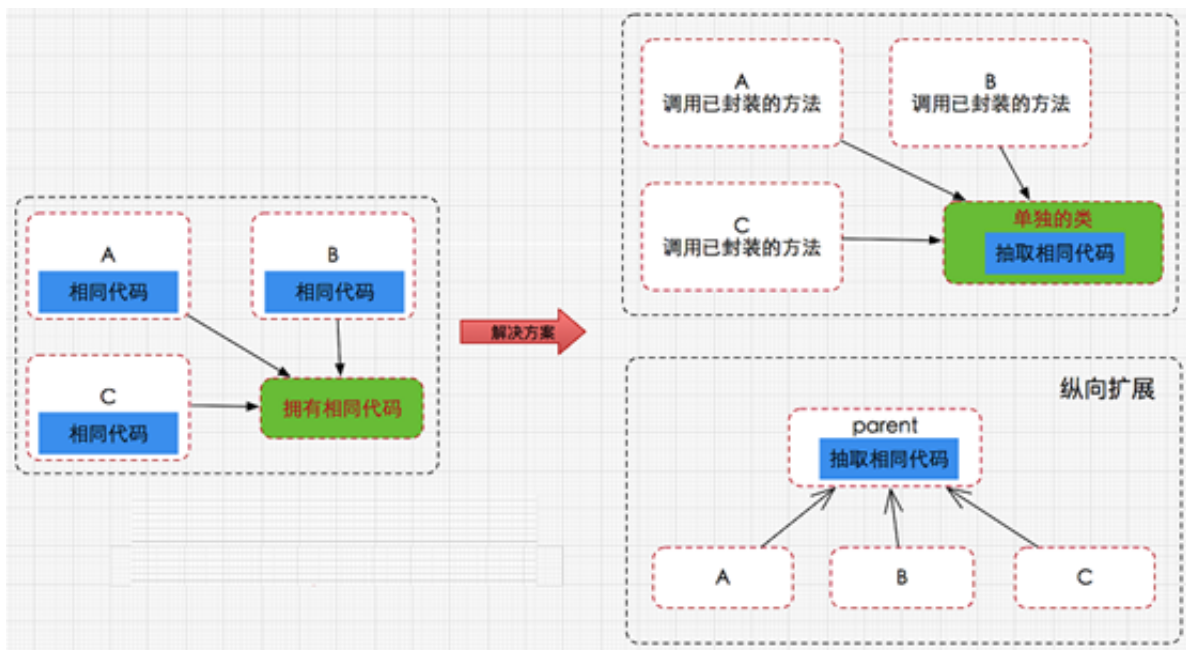 A
相同代码
B
相同代码
C
相同代码
拥有相同代码
解决方案
A
调用已封装的方法
B
调用已封装的方法
C
调用已封装的方法
单独的类
抽取相同代码
纵向扩展
parent
抽取相同代码
A
B
C